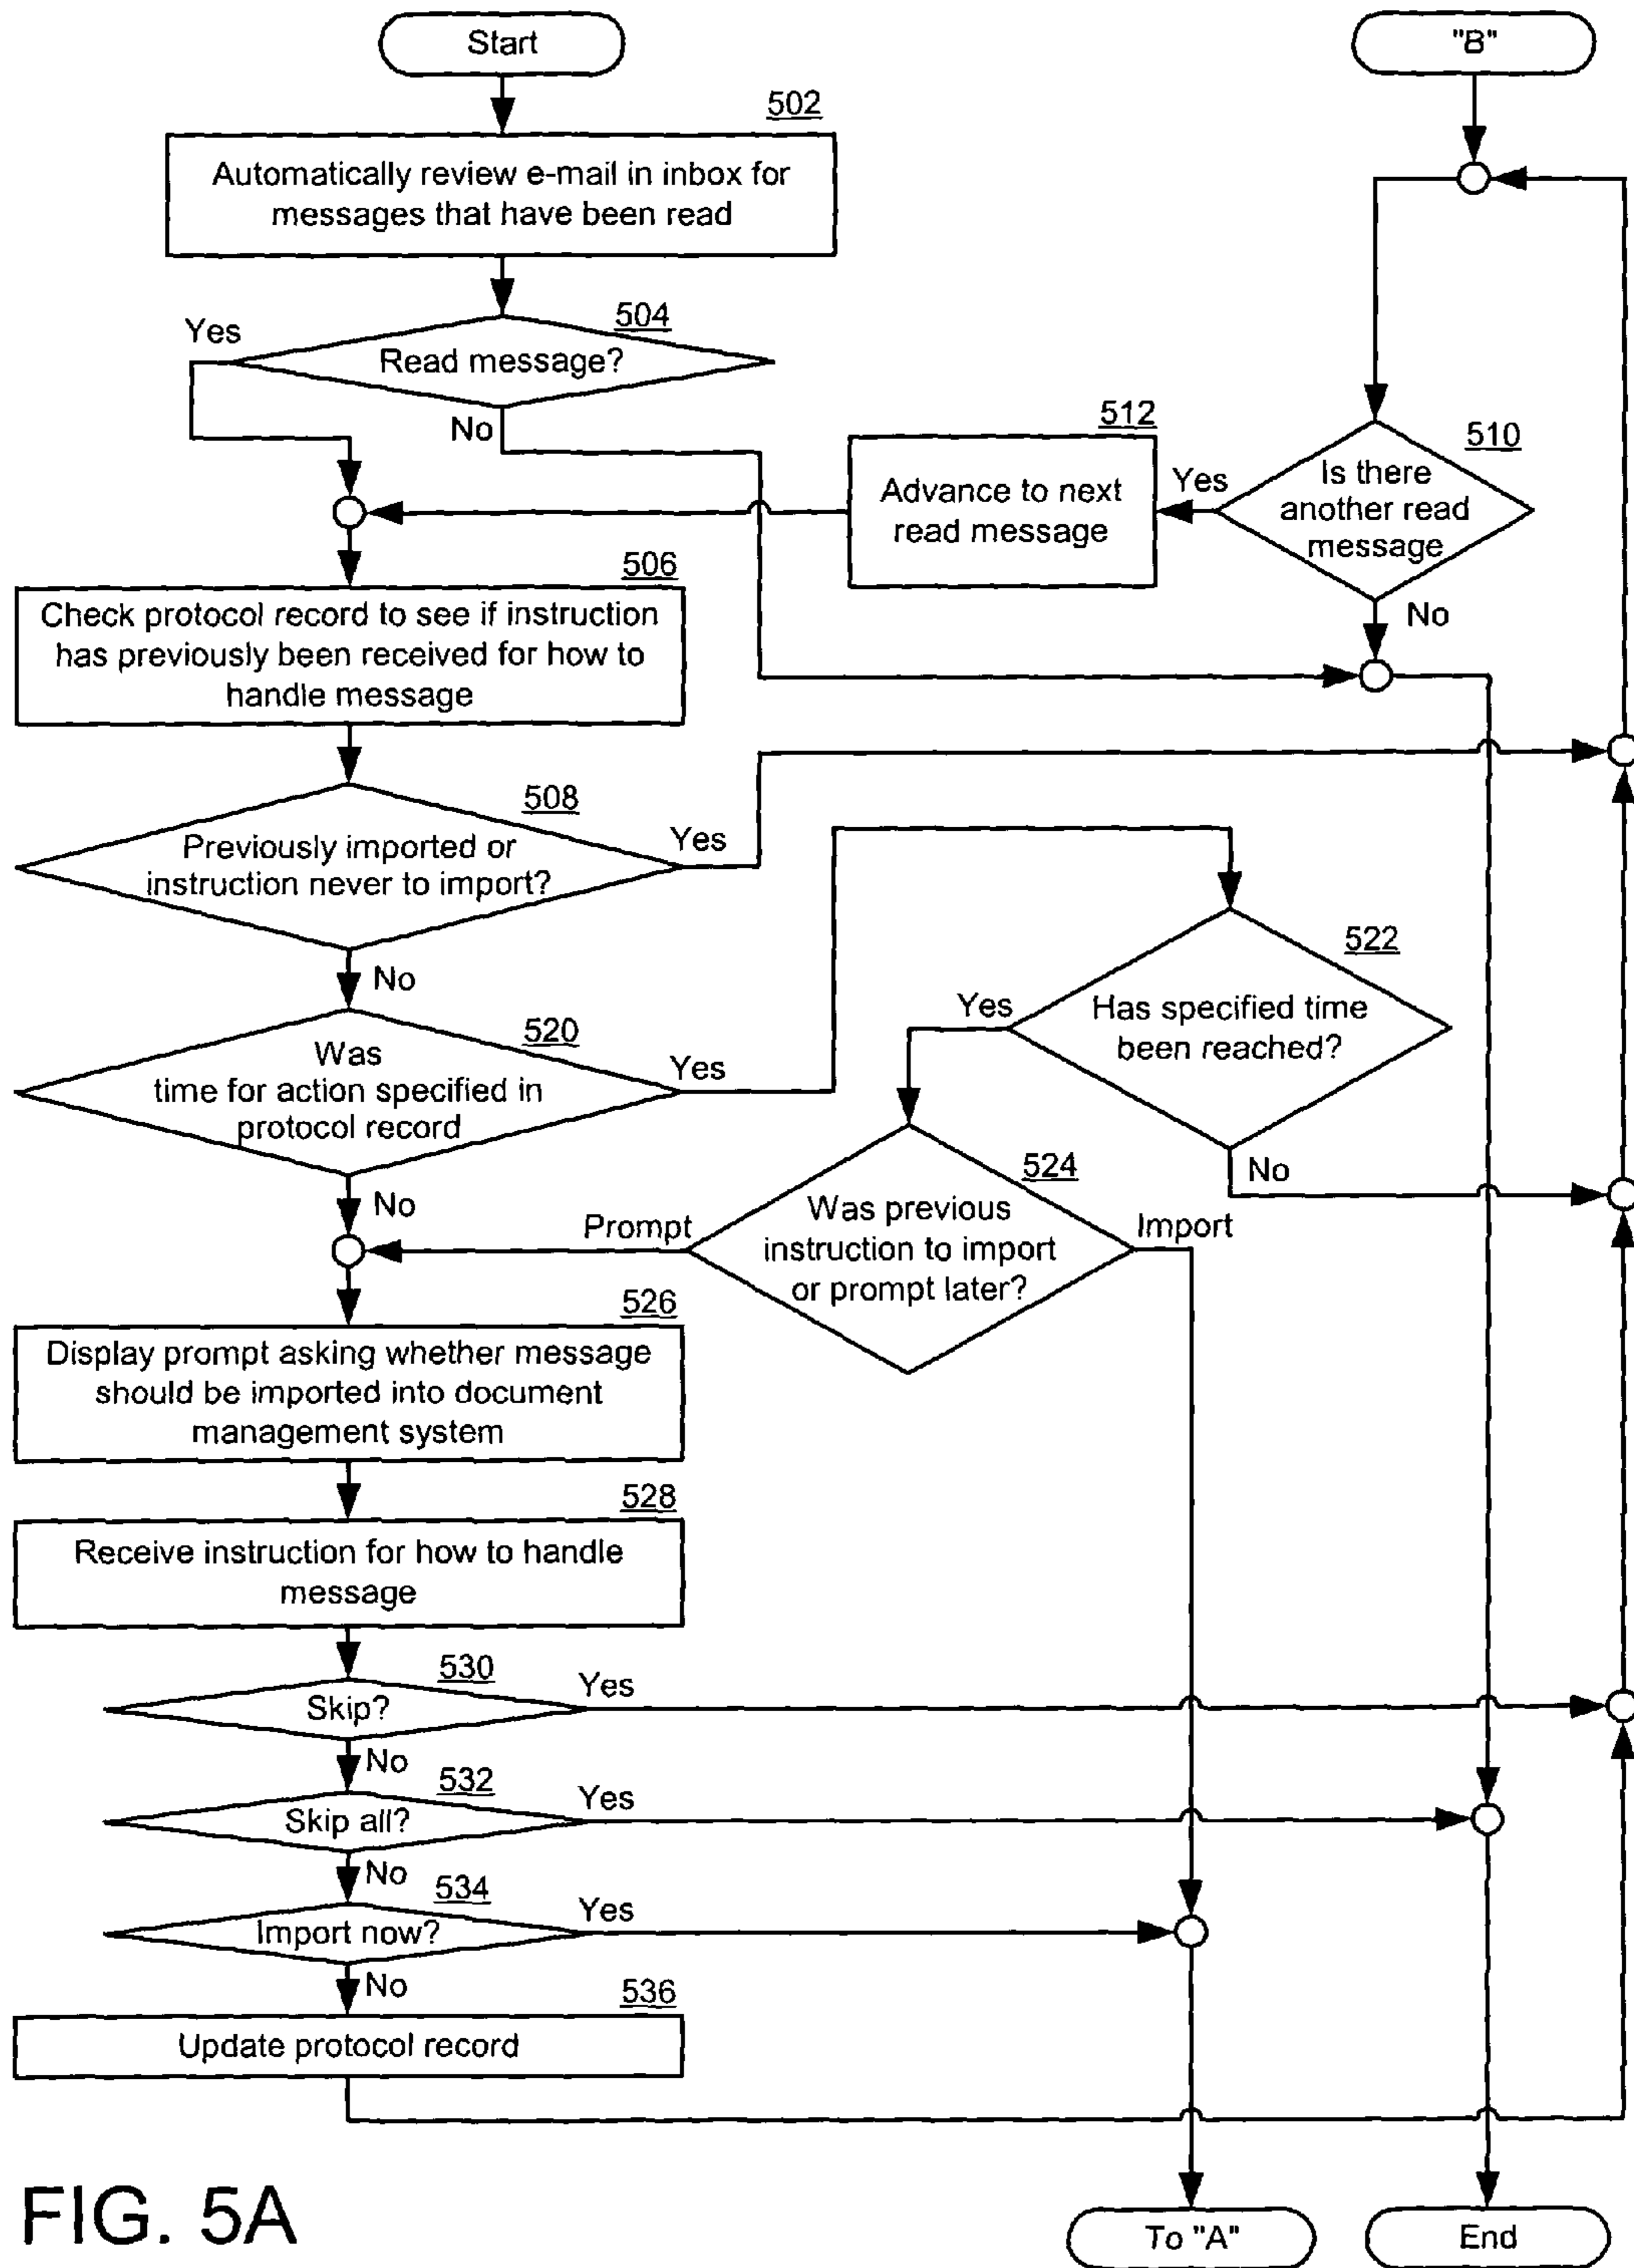 Start
"B"
502
Automatically review e-mail in inbox for
messages that have been read
504
Yes
Read message?
No
512
Advance to next
read message
Yes
510
Is there
another read
message
No
506
Check protocol record to see if instruction
has previously been received for how to
handle message
508
Previously imported or
instruction never to import?
Yes
No
520
Was
time for action specified in
protocol record
Yes
No
522
Has specified time
been reached?
Yes
No
524
Was previous
instruction to import
or prompt later?
Prompt
Import
526
Display prompt asking whether message
should be imported into document
management system
528
Receive instruction for how to handle
message
530
Skip?
Yes
No
532
Skip all?
Yes
No
534
Import now?
Yes
No
536
Update protocol record
FIG. 5A
To "A"
End